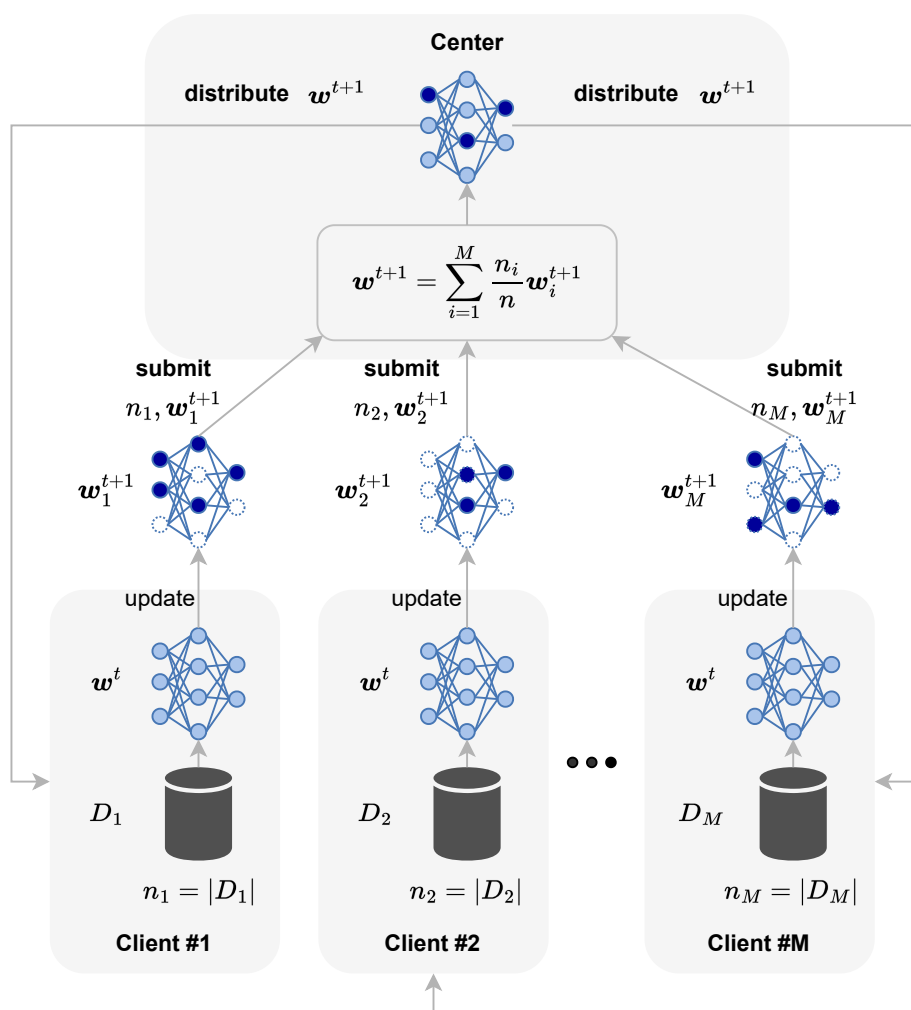 Center
distribute w^{t+1} distribute w^{t+1}
w^{t+1} = \sum_{i=1}^{M} \frac{n_i}{n} w_i^{t+1}
submit submit submit
n_1, w_1^{t+1} n_2, w_2^{t+1} n_M, w_M^{t+1}
w_1^{t+1} w_2^{t+1} w_M^{t+1}
update update update
w^t w^t w^t
D_1 D_2 D_M
n_1 = |D_1| n_2 = |D_2| n_M = |D_M|
Client #1 Client #2 Client #M